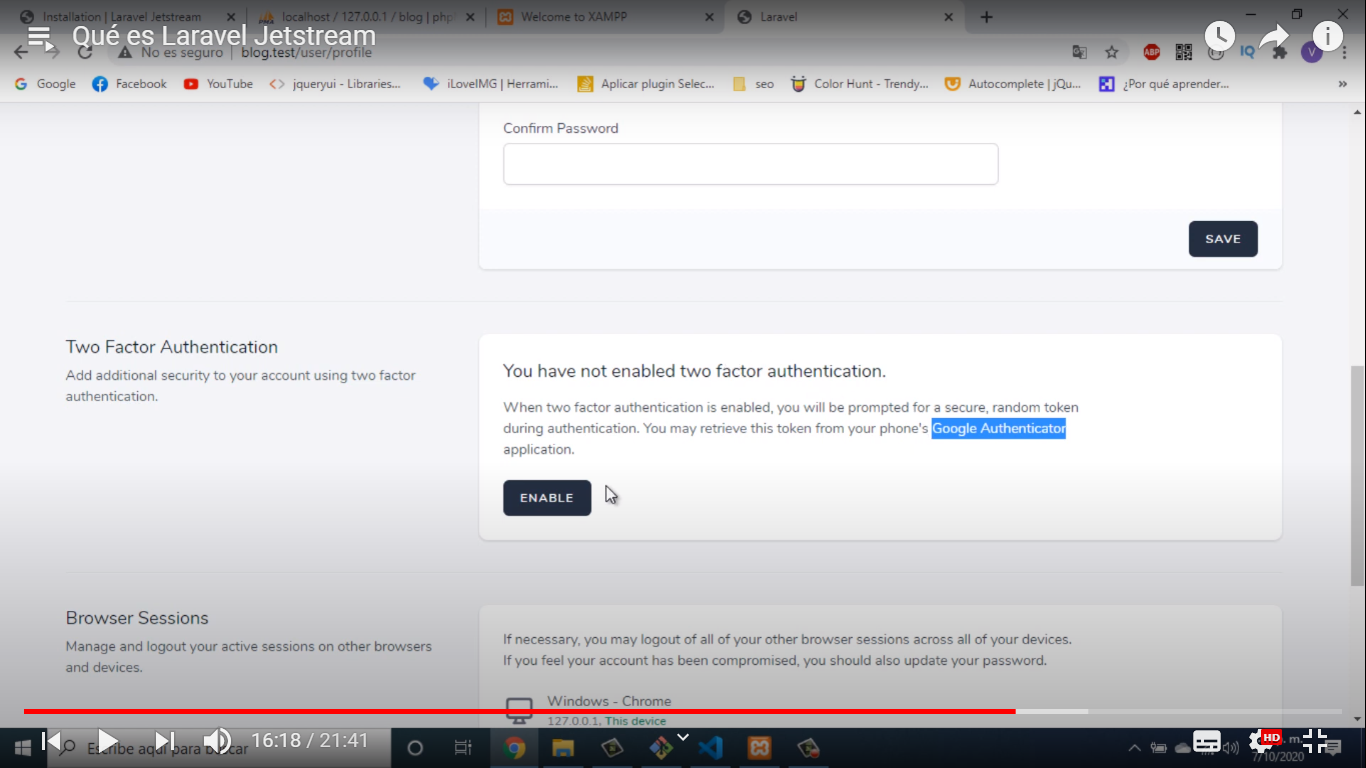 Installation | Laravel Jetstream
localhost / 127.0.0.1 / blog | php
Welcome to XAMPP
Laravel
Qué es Laravel Jetstream
No es seguro
blog.test/user/profile
ABP
IQ
V
Google
Facebook
YouTube
jqueryui - Libraries...
iLoveIMG | Herrami...
Aplicar plugin Selec...
seo
Color Hunt - Trendy...
Autocomplete | jQu...
¿Por qué aprender...
»
Confirm Password
SAVE
Two Factor Authentication
Add additional security to your account using two factor
authentication.
You have not enabled two factor authentication.
When two factor authentication is enabled, you will be prompted for a secure, random token
during authentication. You may retrieve this token from your phone's Google Authenticator
application.
ENABLE
Browser Sessions
Manage and logout your active sessions on other browsers
and devices.
If necessary, you may logout of all of your other browser sessions across all of your devices.
If you feel your account has been compromised, you should also update your password.
Windows - Chrome
127.0.0.1, This device
Escribe aquí para buscar
16:18 / 21:41
HD
. m.
7/10/2020